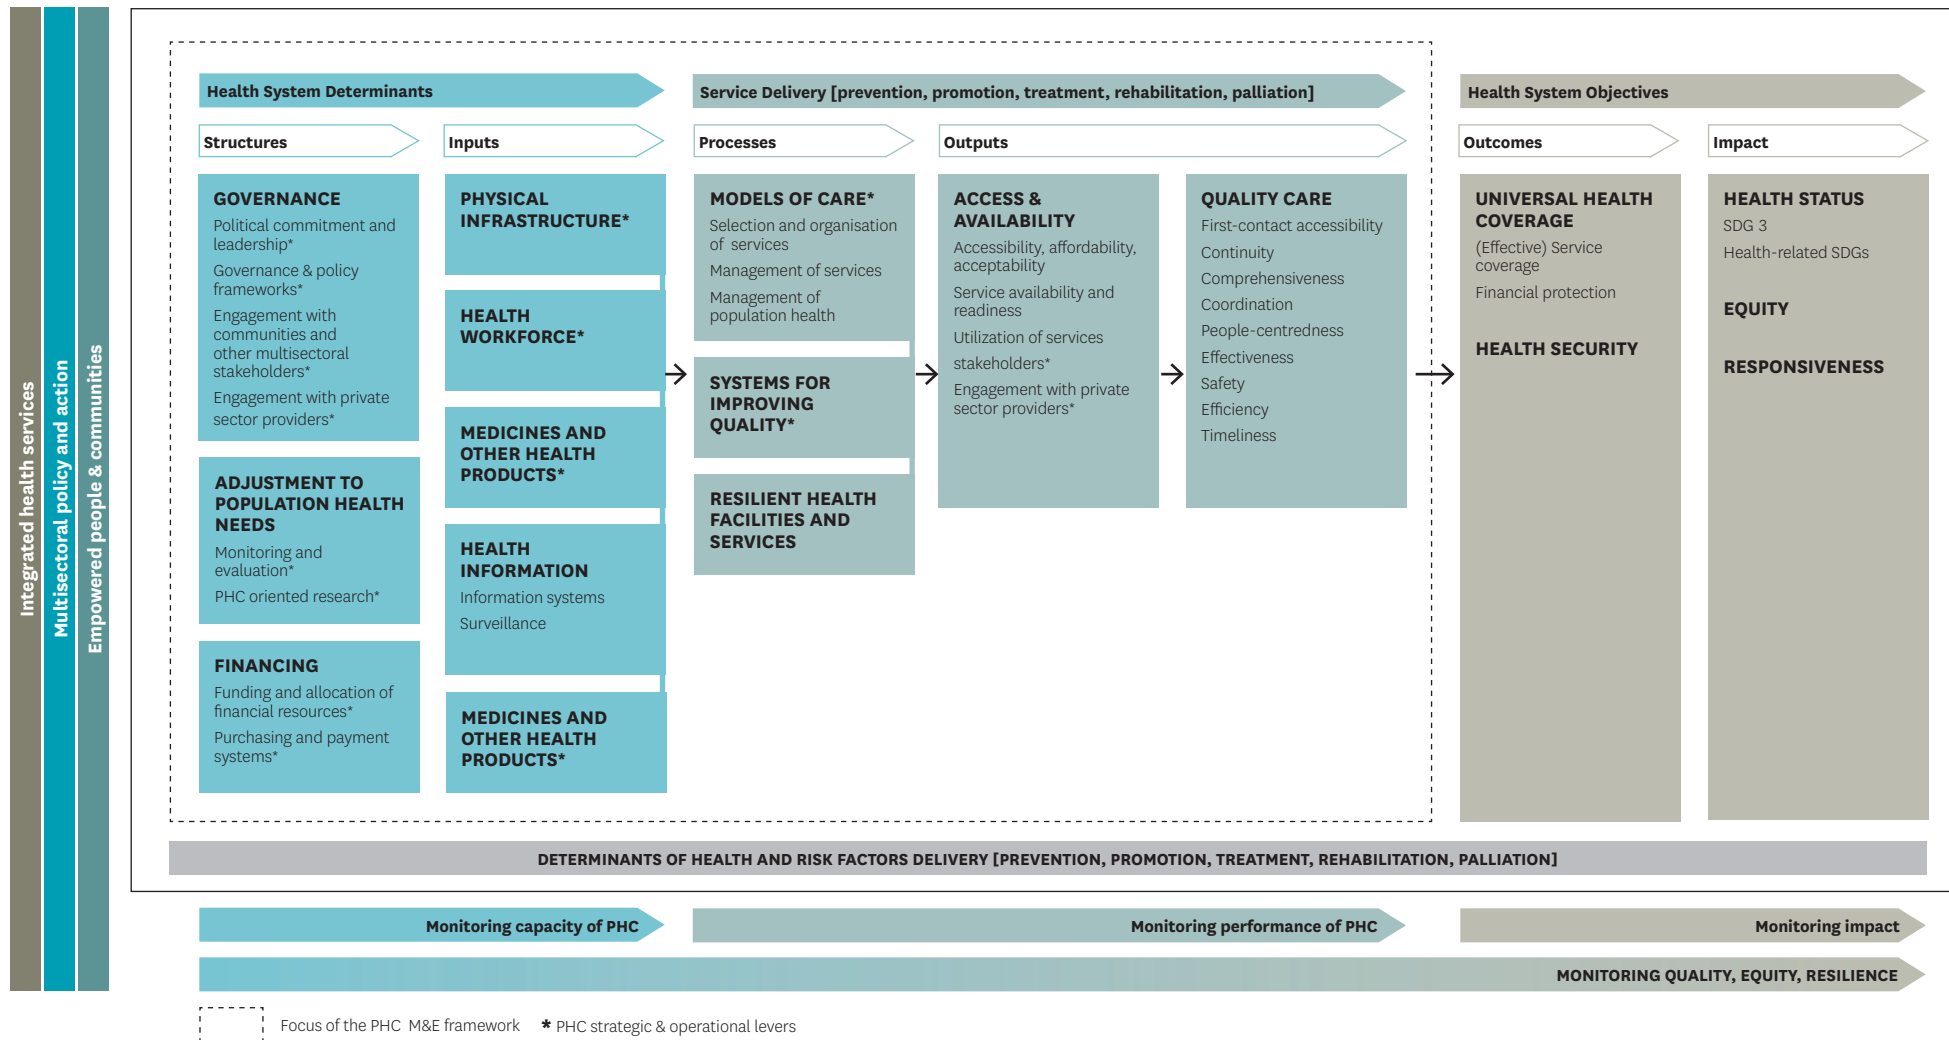 Integrated health services
Multisectoral policy and action
Empowered people & communities
Health System Determinants
Service Delivery [prevention, promotion, treatment, rehabilitation, palliation]
Health System Objectives
Structures
Inputs
Processes
Outputs
Outcomes
Impact
GOVERNANCE
Political commitment and
leadership*
Governance & policy
frameworks*
Engagement with
communities and
other multisectoral
stakeholders*
Engagement with private
sector providers*
ADJUSTMENT TO
POPULATION HEALTH
NEEDS
Monitoring and
evaluation*
PHC oriented research*
FINANCING
Funding and allocation of
financial resources*
Purchasing and payment
systems*
PHYSICAL
INFRASTRUCTURE*
HEALTH
WORKFORCE*
MEDICINES AND
OTHER HEALTH
PRODUCTS*
HEALTH
INFORMATION
Information systems
Surveillance
MEDICINES AND
OTHER HEALTH
PRODUCTS*
MODELS OF CARE*
Selection and organisation
of services
Management of services
Management of
population health
SYSTEMS FOR
IMPROVING
QUALITY*
RESILIENT HEALTH
FACILITIES AND
SERVICES
ACCESS &
AVAILABILITY
Accessibility, affordability,
acceptability
Service availability and
readiness
Utilization of services
stakeholders*
Engagement with private
sector providers*
QUALITY CARE
First-contact accessibility
Continuity
Comprehensiveness
Coordination
People-centredness
Effectiveness
Safety
Efficiency
Timeliness
UNIVERSAL HEALTH
COVERAGE
(Effective) Service
coverage
Financial protection
HEALTH SECURITY
HEALTH STATUS
SDG 3
Health-related SDGs
EQUITY
RESPONSIVENESS
DETERMINANTS OF HEALTH AND RISK FACTORS DELIVERY [PREVENTION, PROMOTION, TREATMENT, REHABILITATION, PALLIATION]
Monitoring capacity of PHC
Monitoring performance of PHC
Monitoring impact
MONITORING QUALITY, EQUITY, RESILIENCE
Focus of the PHC M&E framework
* PHC strategic & operational levers